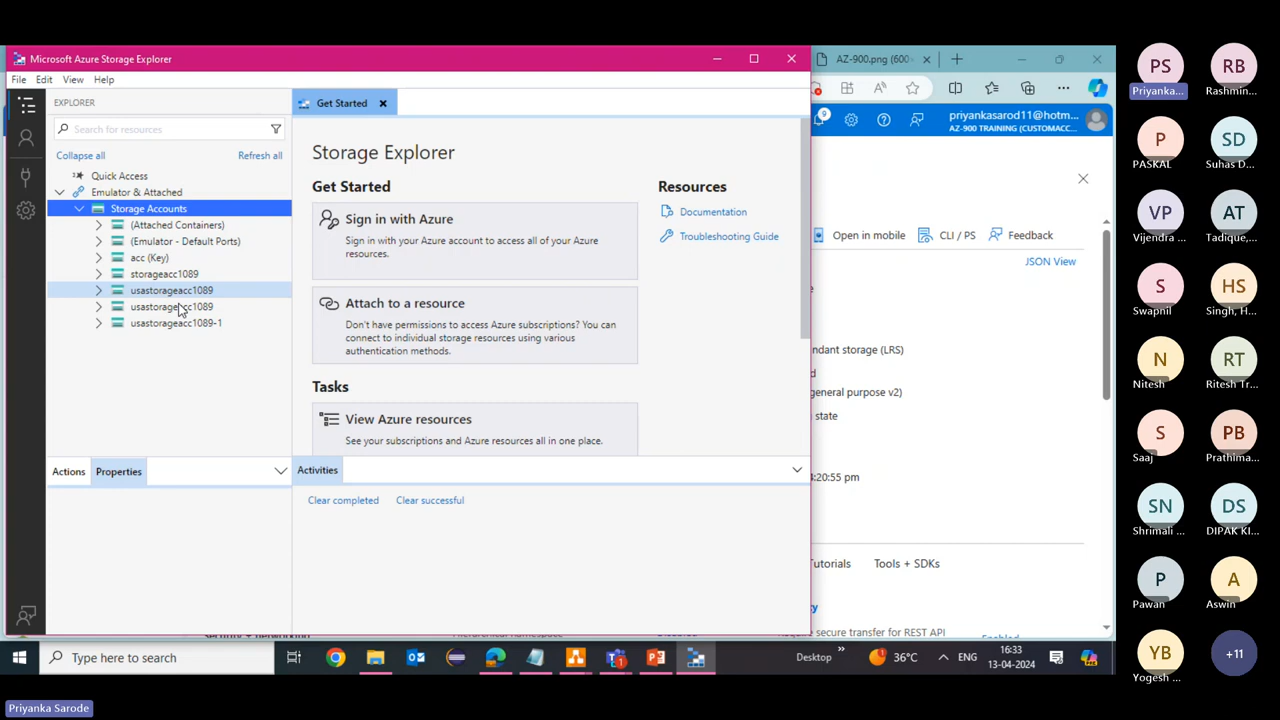 Microsoft Azure Storage Explorer
File Edit View Help
EXPLORER
Search for resources
Collapse all
Refresh all
Quick Access
Emulator & Attached
Storage Accounts
(Attached Containers)
(Emulator - Default Ports)
acc (Key)
storageacc1089
usastorageacc1089
usastorageacc1089
usastorageacc1089-1
Actions
Properties
Get Started
Storage Explorer
Get Started
Sign in with Azure
Sign in with your Azure account to access all of your Azure
resources.
Attach to a resource
Don't have permissions to access Azure subscriptions? You can
connect to individual storage resources using various
authentication methods.
Tasks
View Azure resources
See your subscriptions and Azure resources all in one place.
Resources
Documentation
Troubleshooting Guide
Activities
Clear completed
Clear successful
AZ-900.png (600
priyankasarod11@hotm...
AZ-900 TRAINING (CUSTOMACC...
Open in mobile
CLI / PS
Feedback
JSON View
ndant storage (LRS)
d
general purpose v2)
state
:20:55 pm
utorials
Tools + SDKs
y
secure transfer for REST API
Type here to search
Desktop
36°C
ENG
16:33
13-04-2024
PS
Priyanka...
RB
Rashmin...
P
PASKAL
SD
Suhas D...
VP
Vijendra ...
AT
Tadique,...
S
Swapnil
HS
Singh, H...
N
Nitesh
RT
Ritesh Tr...
S
Saaj
PB
Prathima...
SN
Shrimali ...
DS
DIPAK KI...
P
Pawan
A
Aswin
YB
Yogesh ...
+11
Priyanka Sarode